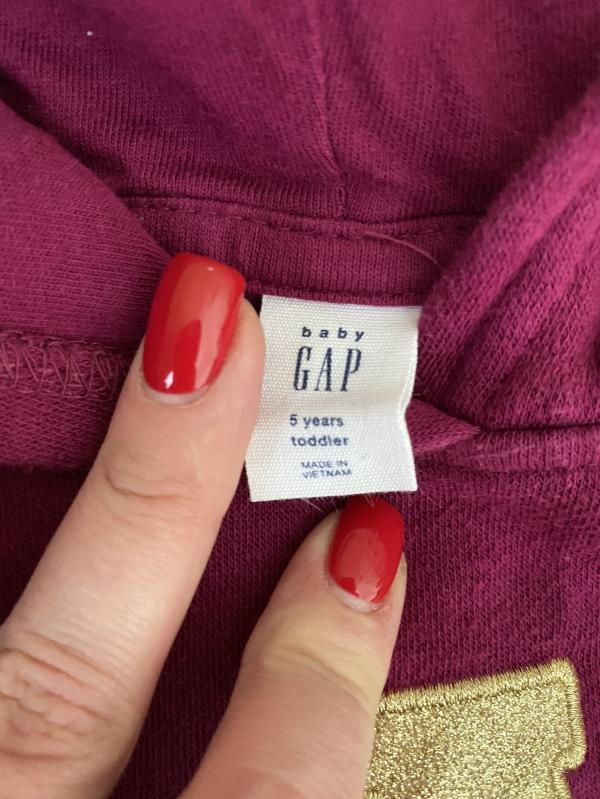 baby
GAP
5 years
toddler
MADE IN
VIETNAM